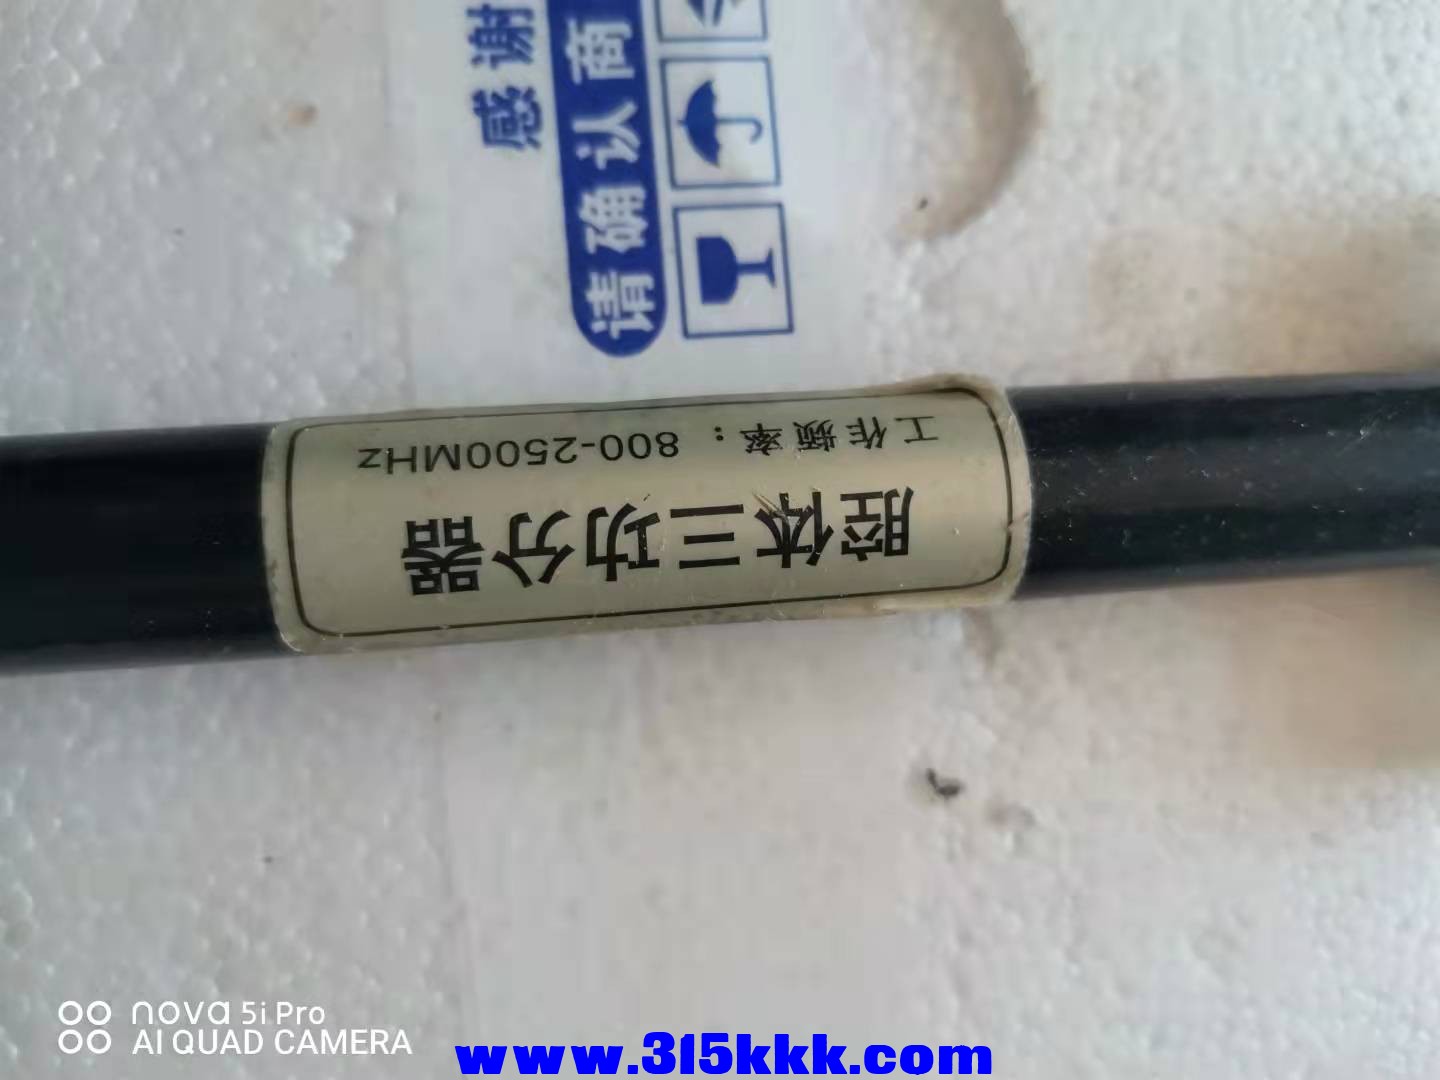 感谢
请确认商
工作频率：800-2500MHz
腔体三功分器
nova 5i Pro
AI QUAD CAMERA
www.315kkk.com